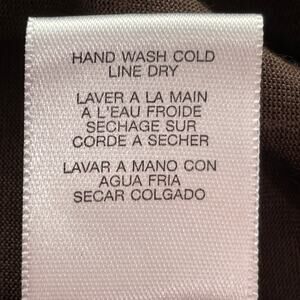 HAND WASH COLD
LINE DRY
LAVER A LA MAIN
A L'EAU FROIDE
SECHAGE SUR
CORDE A SECHER
LAVAR A MANO CON
AGUA FRIA
SECAR COLGADO